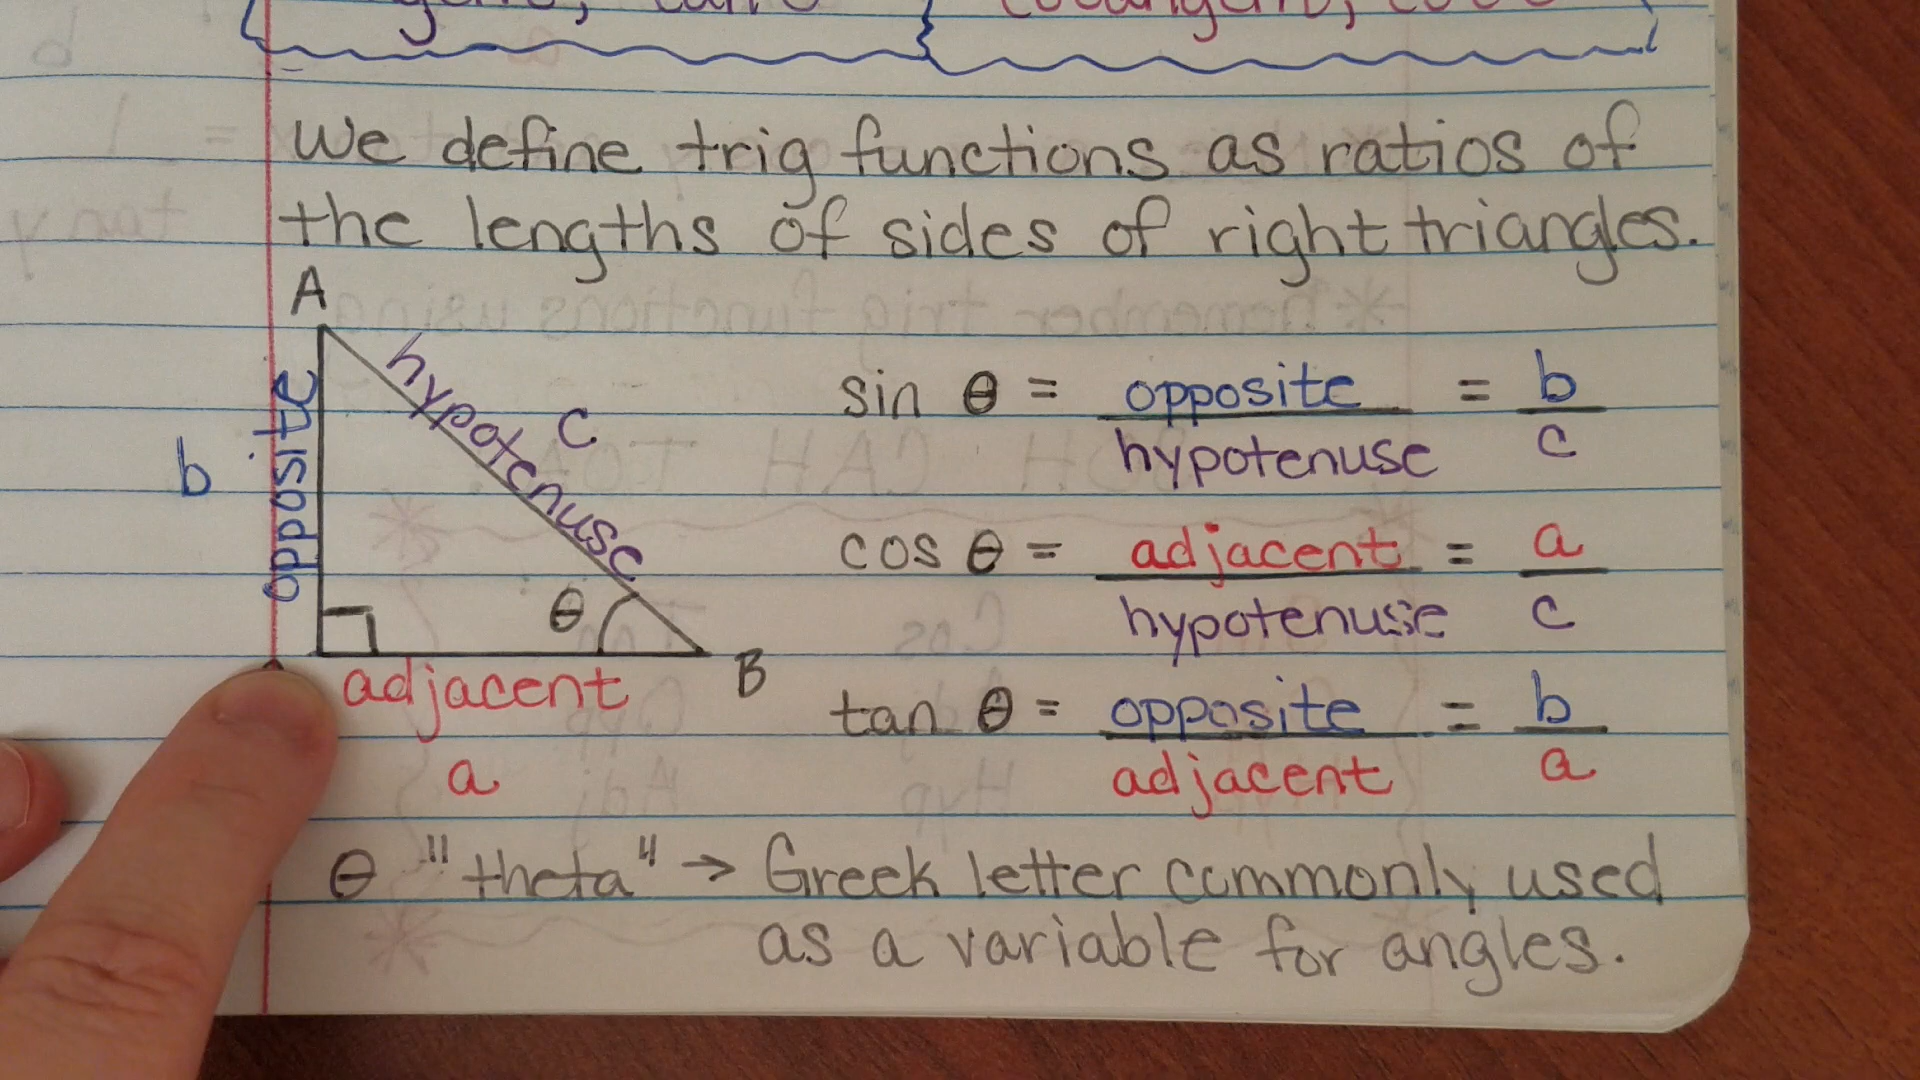 We define trig functions as ratios of
the lengths of sides of right triangles.
A
hypotenuse
c
opposite
b
θ
B
adjacent
a
sin θ = opposite / hypotenuse = b / c
cos θ = adjacent / hypotenuse = a / c
tan θ = opposite / adjacent = b / a
θ "theta" → Greek letter commonly used
as a variable for angles.